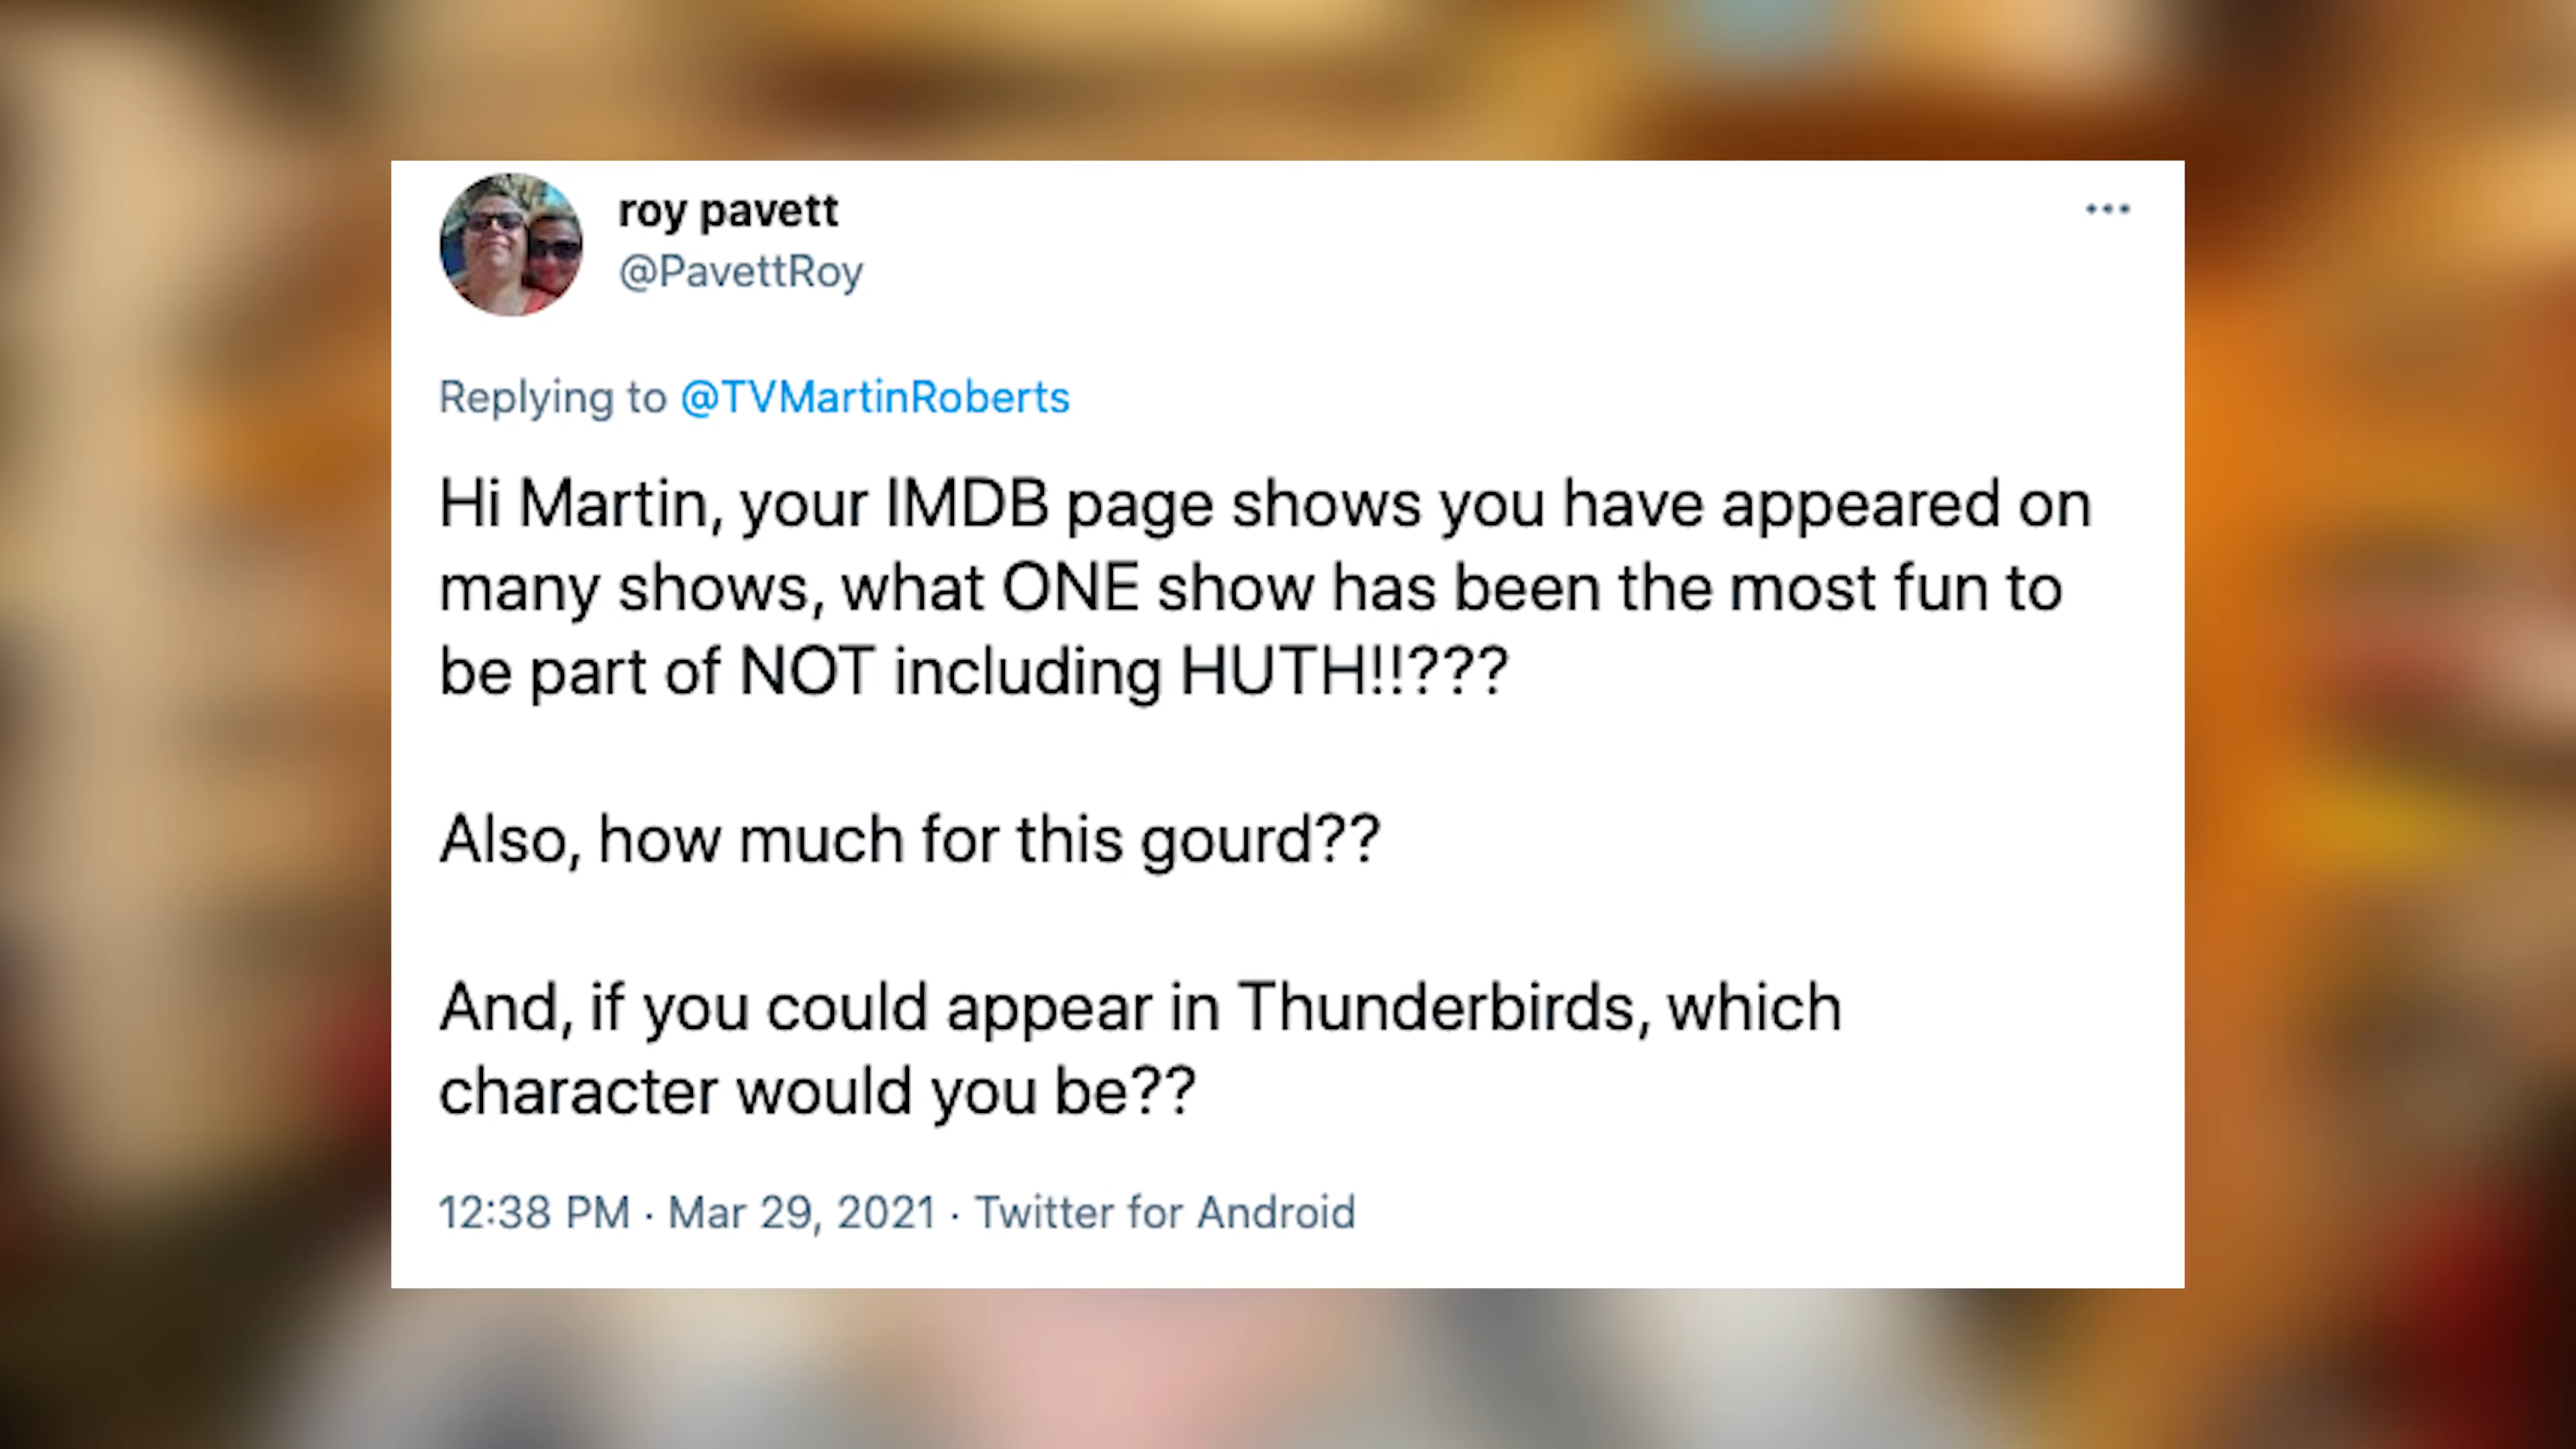 roy pavett
@PavettRoy
Replying to @TVMartinRoberts
Hi Martin, your IMDB page shows you have appeared on
many shows, what ONE show has been the most fun to
be part of NOT including HUTH!!???
Also, how much for this gourd??
And, if you could appear in Thunderbirds, which
character would you be??
12:38 PM · Mar 29, 2021 · Twitter for Android